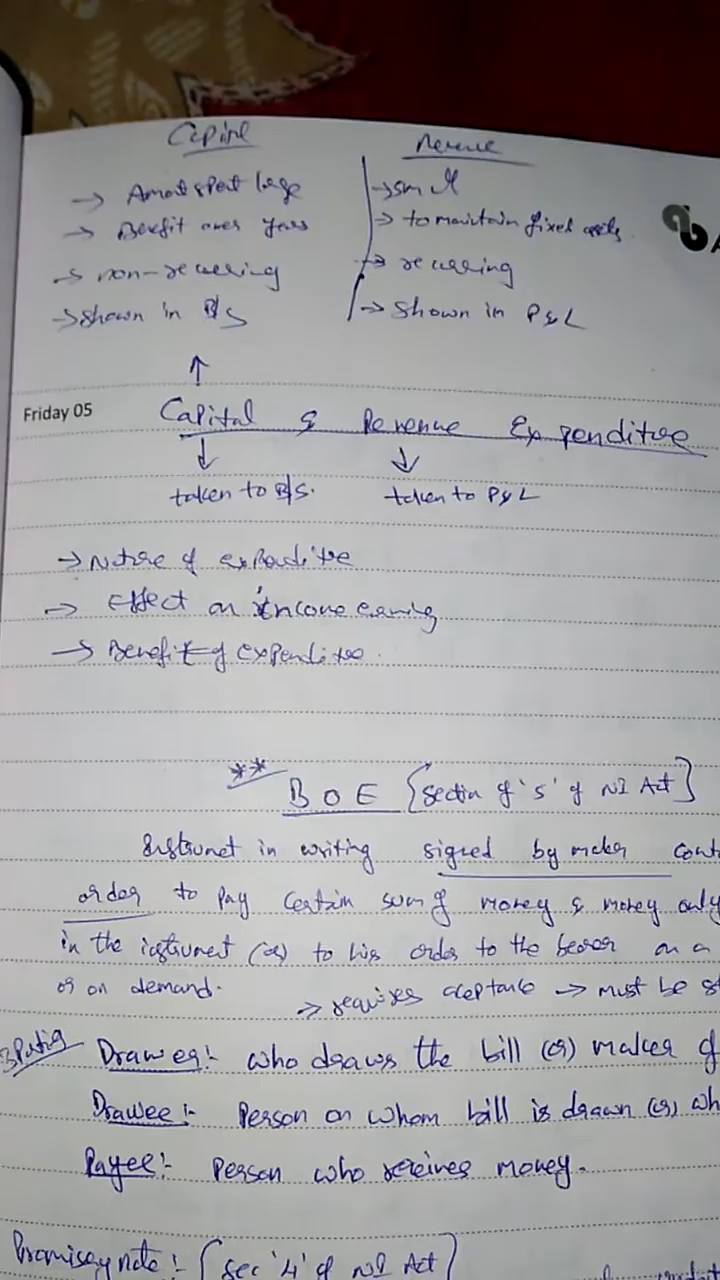 Capital Revenue
→ Amount spent large → small
→ Benefit over years → to maintain fixed assets.
→ non-recurring → recurring
→ shown in B/S → shown in P&L
↑
Friday 05 Capital & Revenue Expenditure
↓ ↓
taken to B/S. taken to P&L
→ Nature of expenditure
→ Effect on income earning
→ Benefit of expenditure.
** BOE [section of '5' of NI Act]
Instrument in writing signed by maker
order to pay certain sum of money & money only
in the instrument (or) to his order to the bearer on a
or on demand.
→ requires acceptance → must be
3 Parties Drawer:- who draws the bill (or) maker of
Drawee:- Person on whom bill is drawn (or)
Payee:- Person who receives money.
Promisory note:- [sec '4' of NI Act]